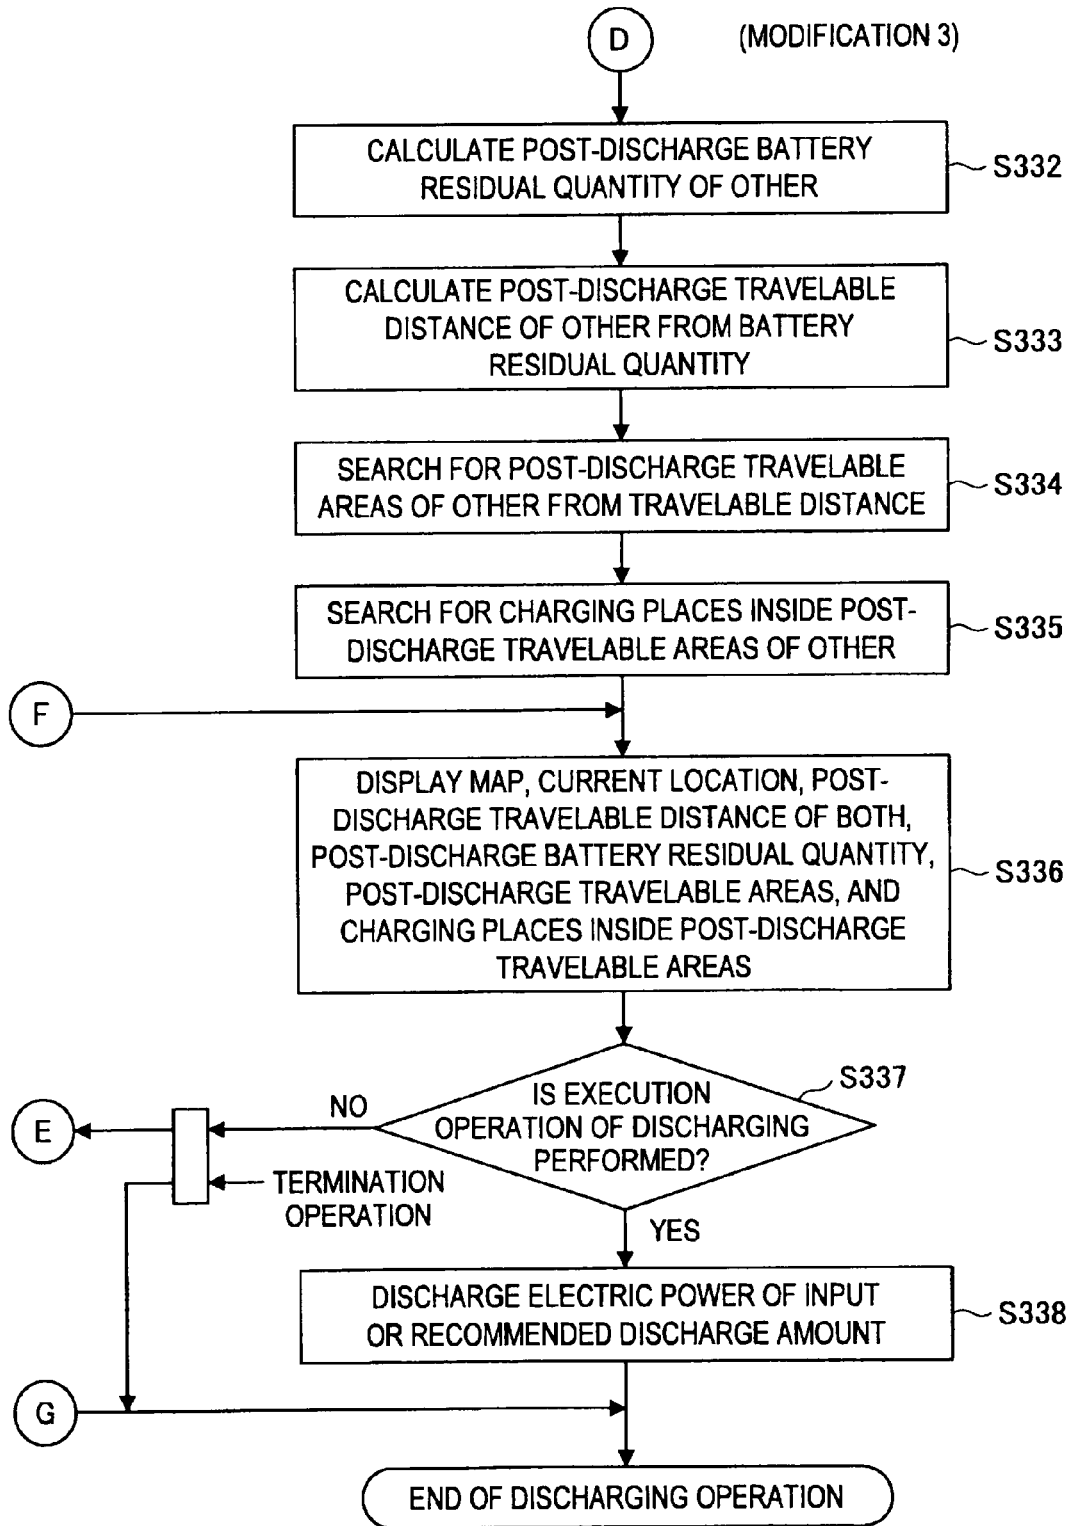 D
(MODIFICATION 3)
CALCULATE POST-DISCHARGE BATTERY
RESIDUAL QUANTITY OF OTHER
S332
CALCULATE POST-DISCHARGE TRAVELABLE
DISTANCE OF OTHER FROM BATTERY
RESIDUAL QUANTITY
S333
SEARCH FOR POST-DISCHARGE TRAVELABLE
AREAS OF OTHER FROM TRAVELABLE DISTANCE
S334
SEARCH FOR CHARGING PLACES INSIDE POST-
DISCHARGE TRAVELABLE AREAS OF OTHER
S335
F
DISPLAY MAP, CURRENT LOCATION, POST-
DISCHARGE TRAVELABLE DISTANCE OF BOTH,
POST-DISCHARGE BATTERY RESIDUAL QUANTITY,
POST-DISCHARGE TRAVELABLE AREAS, AND
CHARGING PLACES INSIDE POST-DISCHARGE
TRAVELABLE AREAS
S336
IS EXECUTION
OPERATION OF DISCHARGING
PERFORMED?
S337
NO
E
TERMINATION
OPERATION
YES
DISCHARGE ELECTRIC POWER OF INPUT
OR RECOMMENDED DISCHARGE AMOUNT
S338
G
END OF DISCHARGING OPERATION